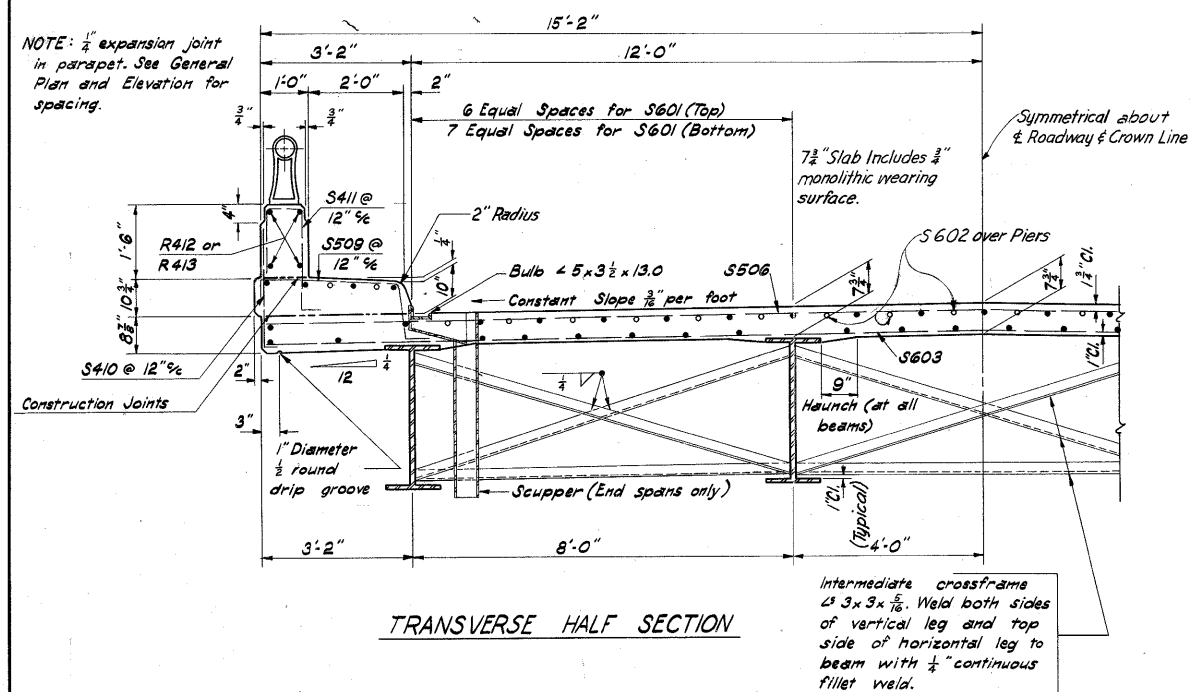 15'-2"
NOTE: 1/4" expansion joint
in parapet. See General
Plan and Elevation for
spacing.
3'-2"
12'-0"
1'-0"
2'-0"
2"
3/4"
3/4"
6 Equal Spaces for S601 (Top)
7 Equal Spaces for S601 (Bottom)
Symmetrical about
℄ Roadway & Crown Line
7 3/4" Slab Includes 3/4"
monolithic wearing
surface.
S411 @
12" c/c
4"
1'-6"
R412 or
R413
S509 @
12" c/c
2" Radius
1/4"
10"
Bulb ∠ 5 x 3 1/2 x 13.0
S506
S602 over Piers
7 3/4"
7 3/4"
1 3/4" Cl.
Constant Slope 3/16" per foot
10 3/4"
8 7/8"
S410 @ 12" c/c
2"
12
1/4
1/4
S603
1" Cl.
9"
Haunch (at all
beams)
Construction Joints
3"
1" Diameter
1/2 round
drip groove
Scupper (End spans only)
1" Cl.
(Typical)
3'-2"
8'-0"
4'-0"
Intermediate crossframe
∠s 3 x 3 x 5/16. Weld both sides
of vertical leg and top
side of horizontal leg to
beam with 1/4" continuous
fillet weld.
TRANSVERSE HALF SECTION